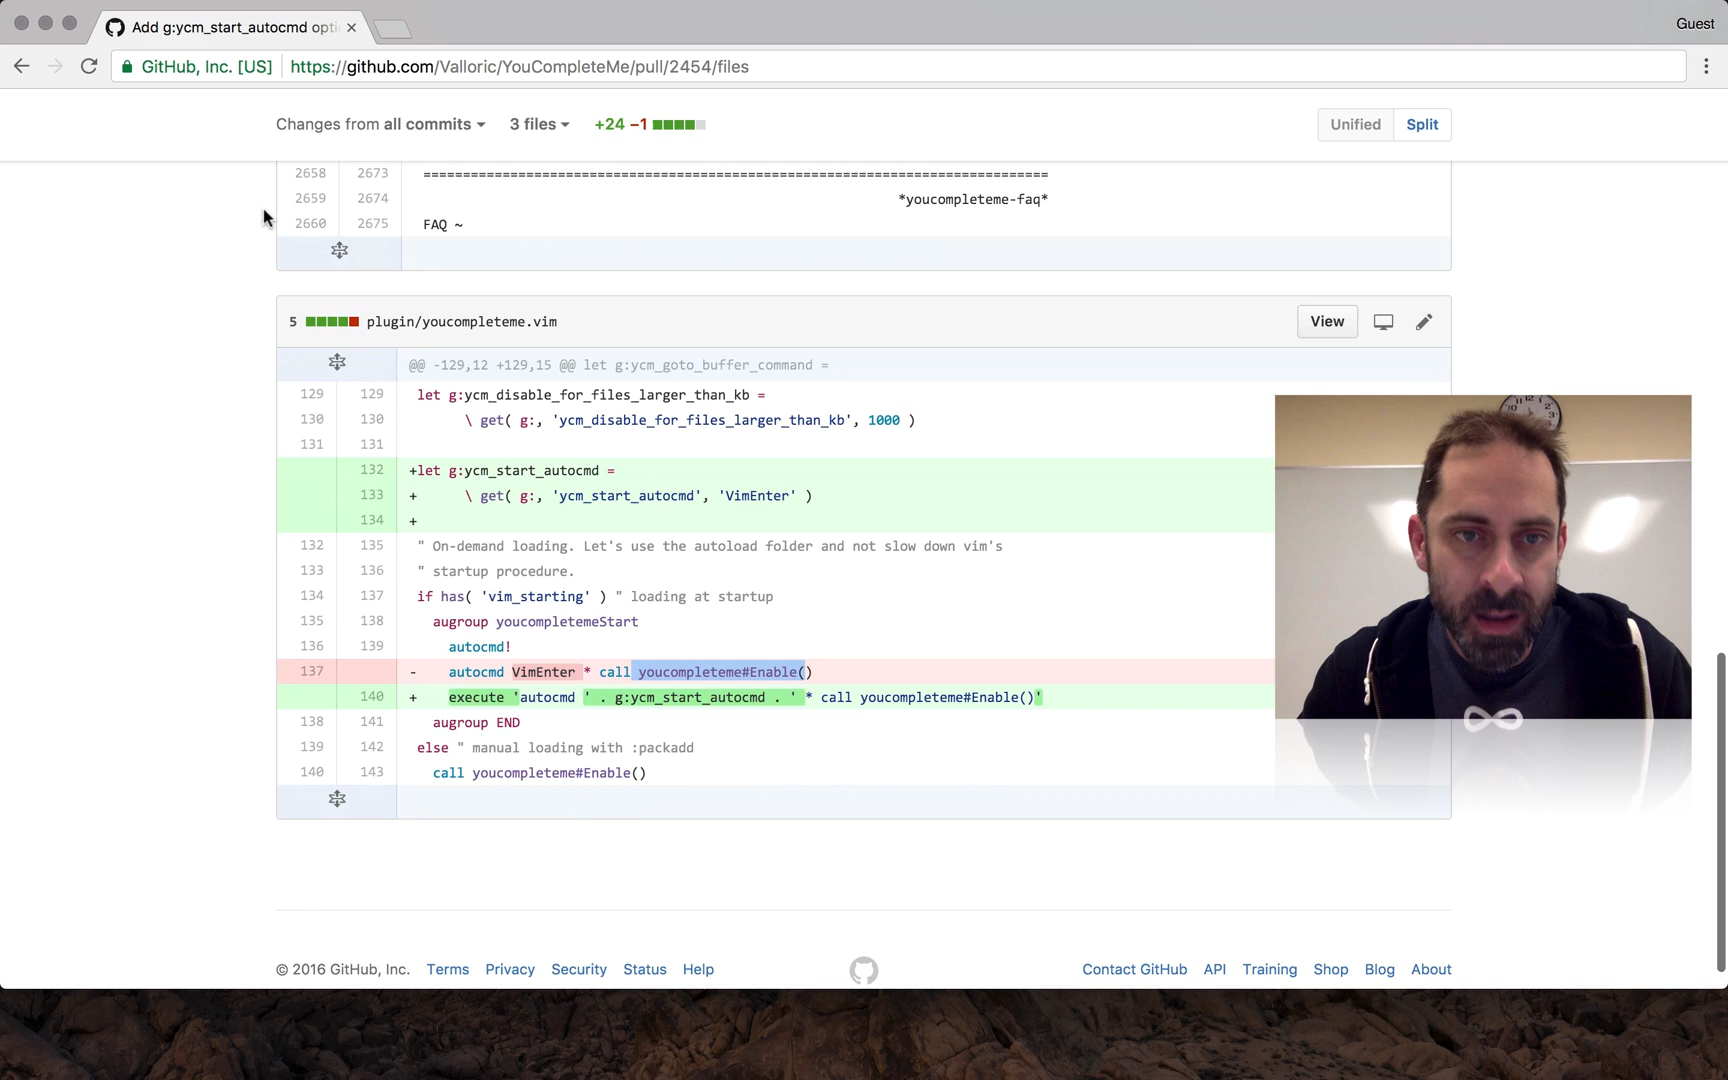 Add g:ycm_start_autocmd opti
Guest
GitHub, Inc. [US] https://github.com/Valloric/YouCompleteMe/pull/2454/files
Changes from all commits 3 files +24 −1 Unified Split
2658 2673 ================================================================================
2659 2674 *youcompleteme-faq*
2660 2675 FAQ ~
5 plugin/youcompleteme.vim View
@@ -129,12 +129,15 @@ let g:ycm_goto_buffer_command =
129 129 let g:ycm_disable_for_files_larger_than_kb =
130 130 \ get( g:, 'ycm_disable_for_files_larger_than_kb', 1000 )
131 131
132 +let g:ycm_start_autocmd =
133 + \ get( g:, 'ycm_start_autocmd', 'VimEnter' )
134 +
132 135 " On-demand loading. Let's use the autoload folder and not slow down vim's
133 136 " startup procedure.
134 137 if has( 'vim_starting' ) " loading at startup
135 138 augroup youcompletemeStart
136 139 autocmd!
137 - autocmd VimEnter * call youcompleteme#Enable()
140 + execute 'autocmd ' . g:ycm_start_autocmd . ' * call youcompleteme#Enable()'
138 141 augroup END
139 142 else " manual loading with :packadd
140 143 call youcompleteme#Enable()
© 2016 GitHub, Inc. Terms Privacy Security Status Help Contact GitHub API Training Shop Blog About